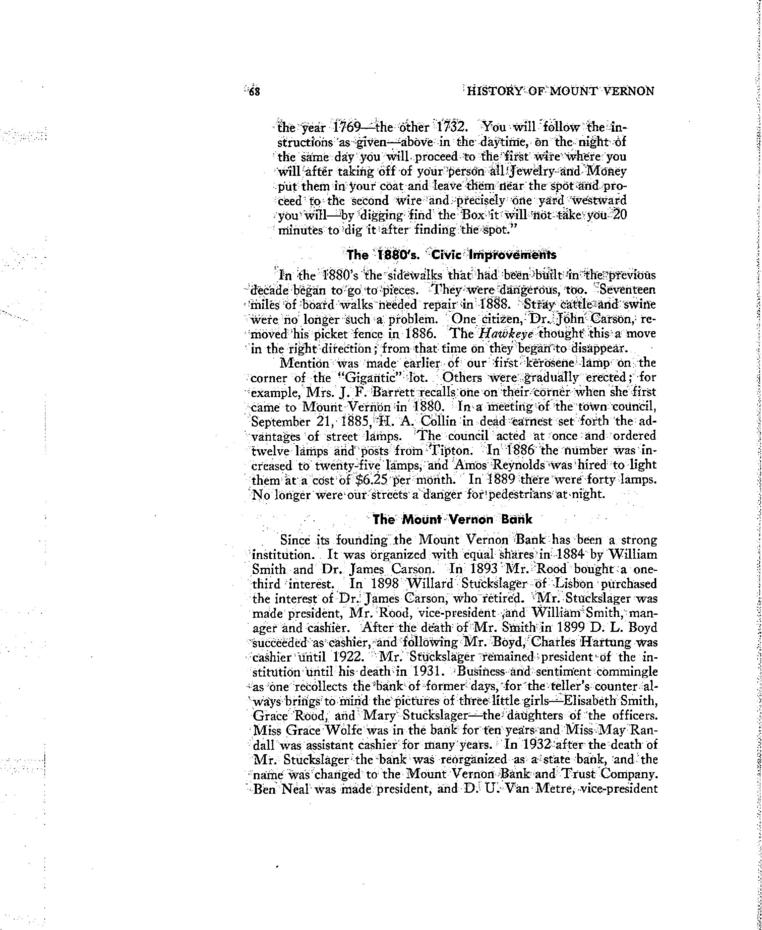 68 HISTORY OF MOUNT VERNON
the year 1769—the other 1732. You will follow the in-
structions as given—above in the daytime, on the night of
the same day you will proceed to the first wire where you
will after taking off of your person all Jewelry and Money
put them in your coat and leave them near the spot and pro-
ceed to the second wire and precisely one yard westward
you will—by digging find the Box it will not take you 20
minutes to dig it after finding the spot."
The 1880's. Civic Improvements
In the 1880's the sidewalks that had been built in the previous
decade began to go to pieces. They were dangerous, too. Seventeen
miles of board walks needed repair in 1888. Stray cattle and swine
were no longer such a problem. One citizen, Dr. John Carson, re-
moved his picket fence in 1886. The Hawkeye thought this a move
in the right direction; from that time on they began to disappear.
Mention was made earlier of our first kerosene lamp on the
corner of the "Gigantic" lot. Others were gradually erected; for
example, Mrs. J. F. Barrett recalls one on their corner when she first
came to Mount Vernon in 1880. In a meeting of the town council,
September 21, 1885, H. A. Collin in dead earnest set forth the ad-
vantages of street lamps. The council acted at once and ordered
twelve lamps and posts from Tipton. In 1886 the number was in-
creased to twenty-five lamps, and Amos Reynolds was hired to light
them at a cost of $6.25 per month. In 1889 there were forty lamps.
No longer were our streets a danger for pedestrians at night.
The Mount Vernon Bank
Since its founding the Mount Vernon Bank has been a strong
institution. It was organized with equal shares in 1884 by William
Smith and Dr. James Carson. In 1893 Mr. Rood bought a one-
third interest. In 1898 Willard Stuckslager of Lisbon purchased
the interest of Dr. James Carson, who retired. Mr. Stuckslager was
made president, Mr. Rood, vice-president and William Smith, man-
ager and cashier. After the death of Mr. Smith in 1899 D. L. Boyd
succeeded as cashier, and following Mr. Boyd, Charles Hartung was
cashier until 1922. Mr. Stuckslager remained president of the in-
stitution until his death in 1931. Business and sentiment commingle
as one recollects the bank of former days, for the teller's counter al-
ways brings to mind the pictures of three little girls—Elisabeth Smith,
Grace Rood, and Mary Stuckslager—the daughters of the officers.
Miss Grace Wolfe was in the bank for ten years and Miss May Ran-
dall was assistant cashier for many years. In 1932 after the death of
Mr. Stuckslager the bank was reorganized as a state bank, and the
name was changed to the Mount Vernon Bank and Trust Company.
Ben Neal was made president, and D. U. Van Metre, vice-president